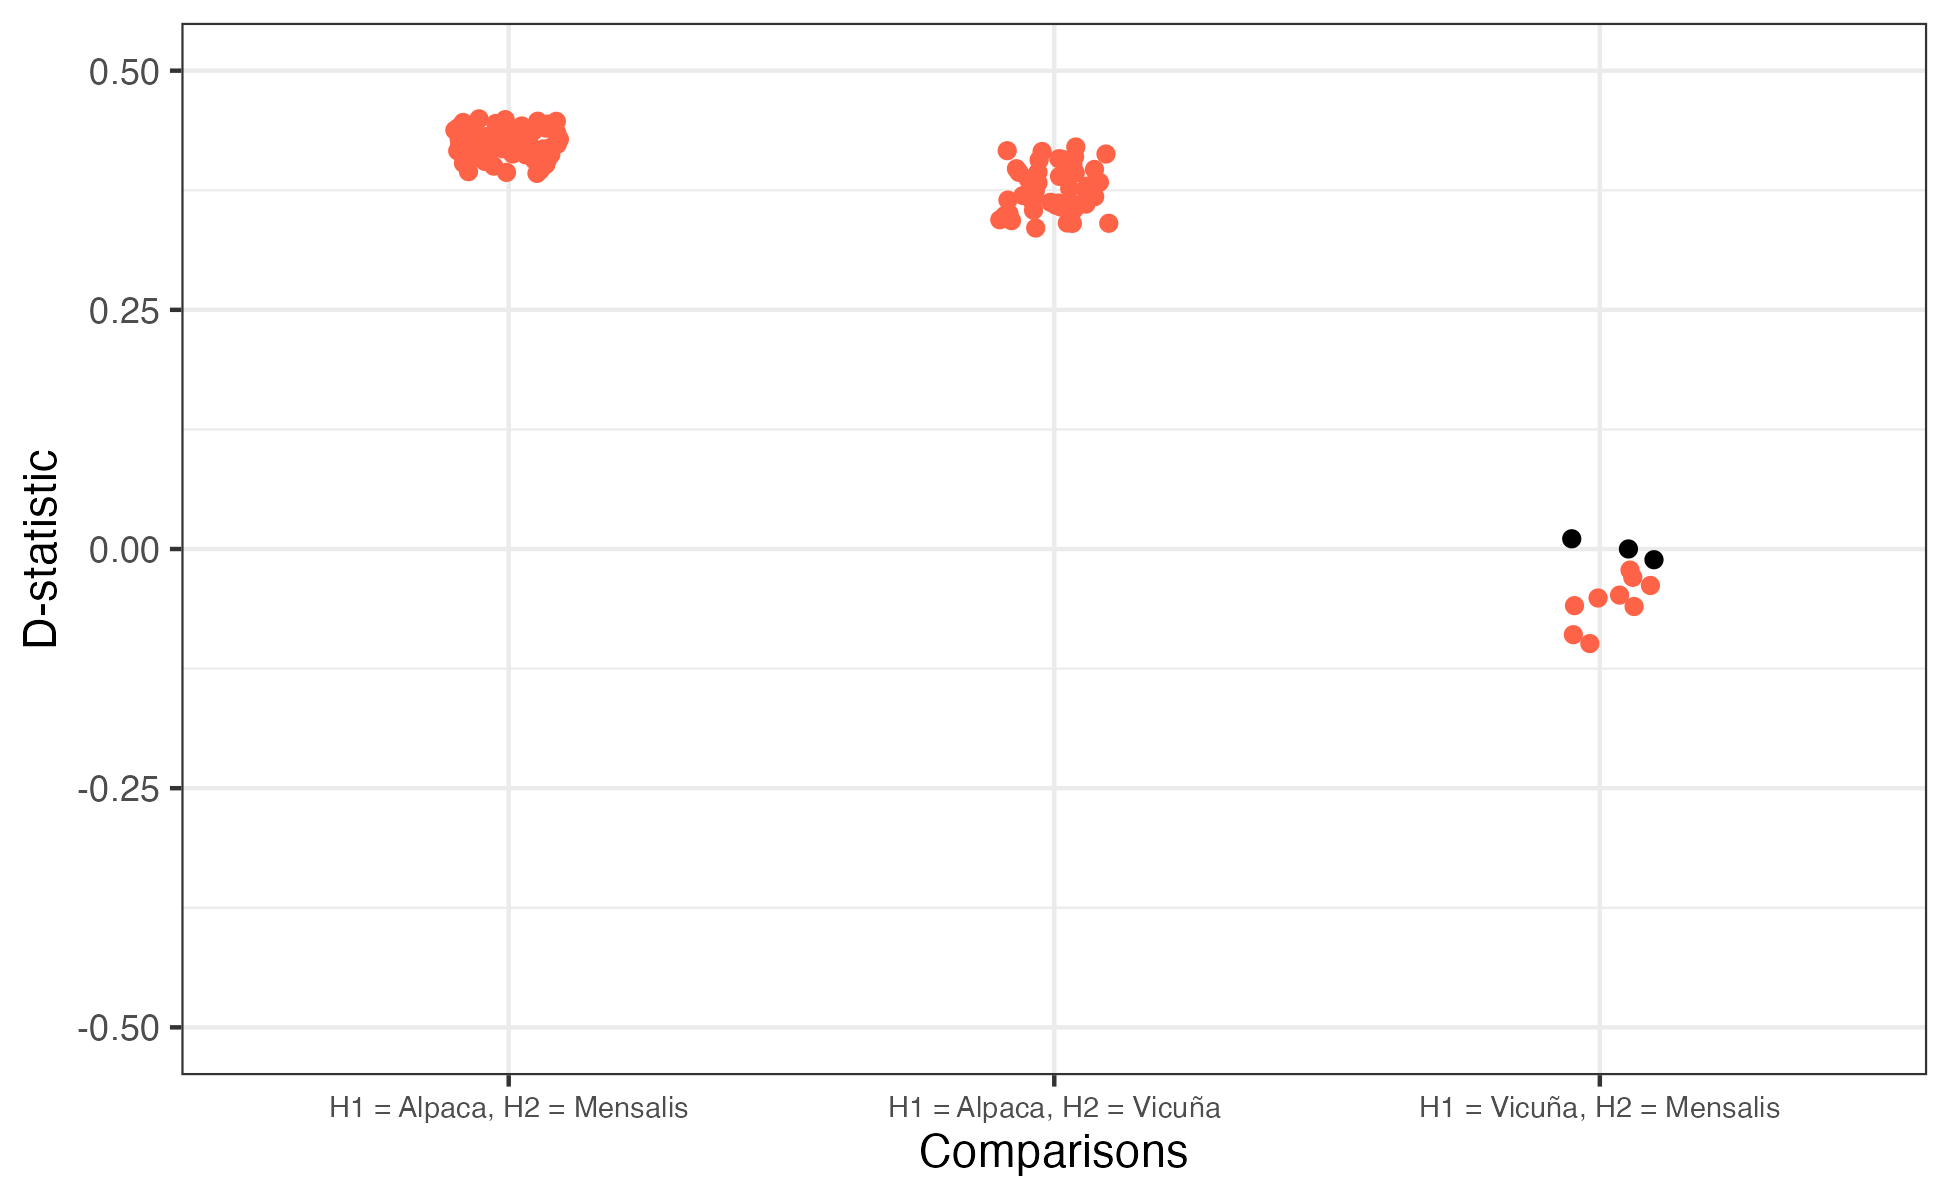 0.50
0.25
0.00
-0.25
-0.50
D-statistic
H1 = Alpaca, H2 = Mensalis
H1 = Alpaca, H2 = Vicuña
H1 = Vicuña, H2 = Mensalis
Comparisons